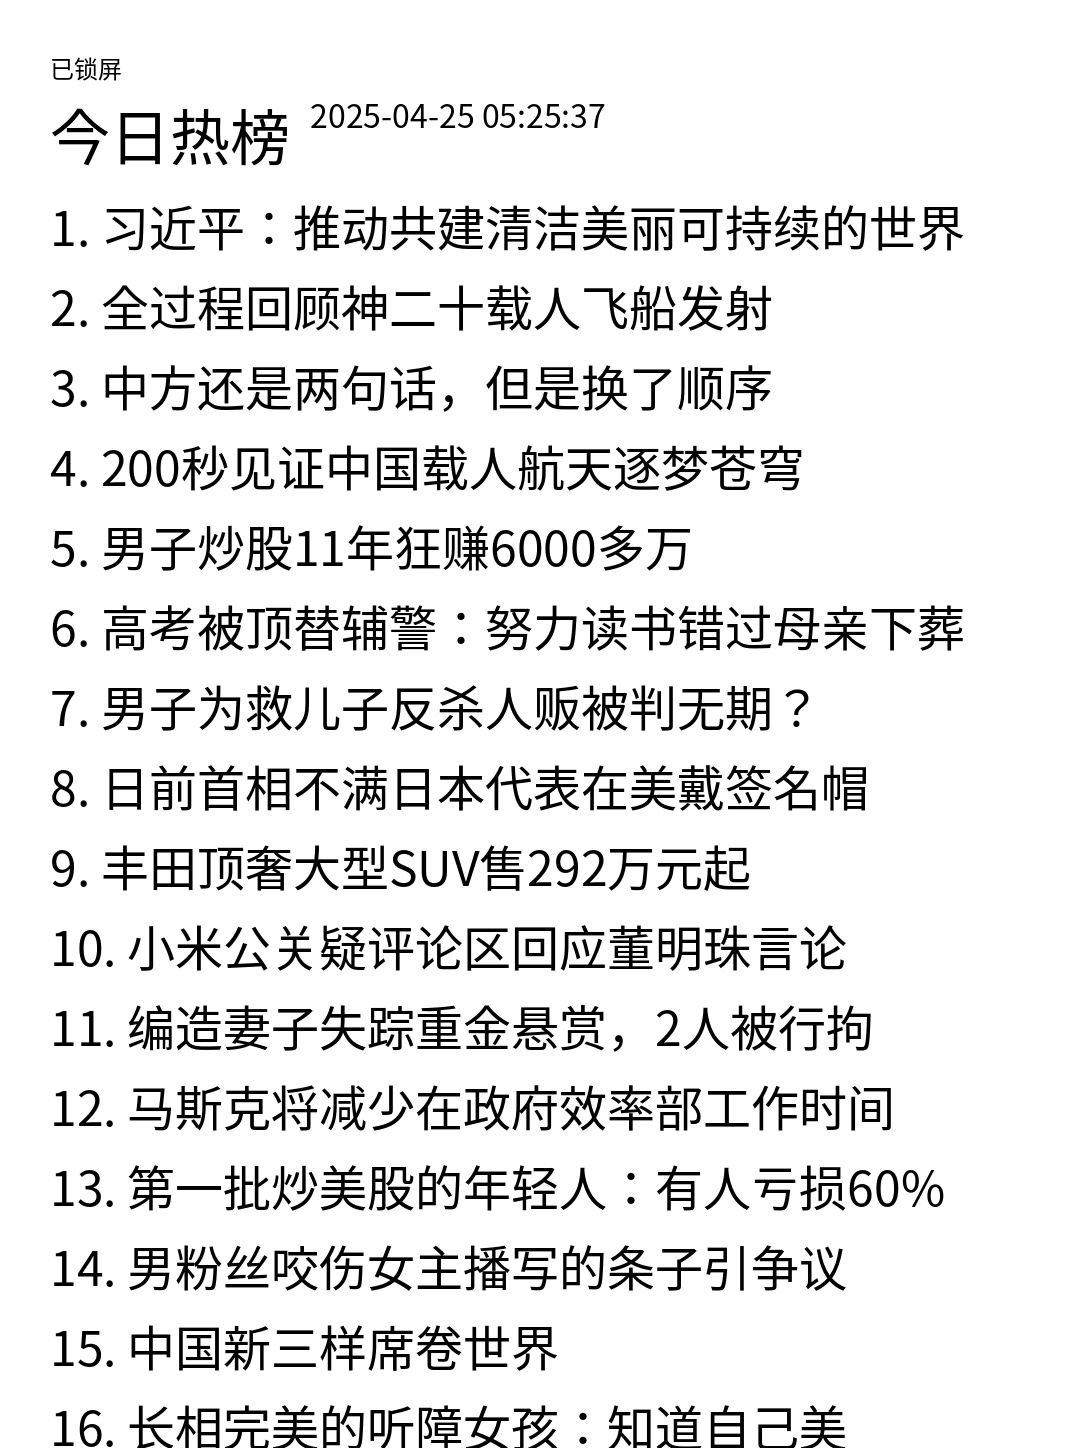 已锁屏
今日热榜 2025-04-25 05:25:37
1. 习近平：推动共建清洁美丽可持续的世界
2. 全过程回顾神二十载人飞船发射
3. 中方还是两句话，但是换了顺序
4. 200秒见证中国载人航天逐梦苍穹
5. 男子炒股11年狂赚6000多万
6. 高考被顶替辅警：努力读书错过母亲下葬
7. 男子为救儿子反杀人贩被判无期？
8. 日前首相不满日本代表在美戴签名帽
9. 丰田顶奢大型SUV售292万元起
10. 小米公关疑评论区回应董明珠言论
11. 编造妻子失踪重金悬赏，2人被行拘
12. 马斯克将减少在政府效率部工作时间
13. 第一批炒美股的年轻人：有人亏损60%
14. 男粉丝咬伤女主播写的条子引争议
15. 中国新三样席卷世界
16. 长相完美的听障女孩：知道自己美